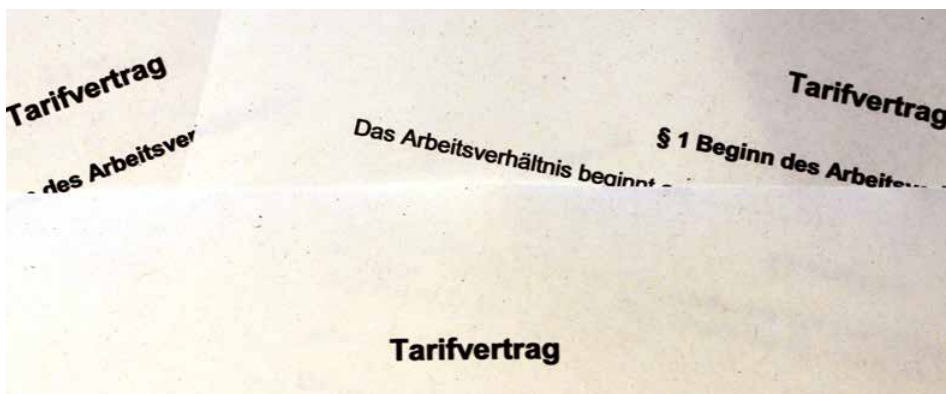 Tarifvertrag
des Arbeitsver
Das Arbeitsverhältnis beginnt
Tarifvertrag
§ 1 Beginn des Arbeits
Tarifvertrag